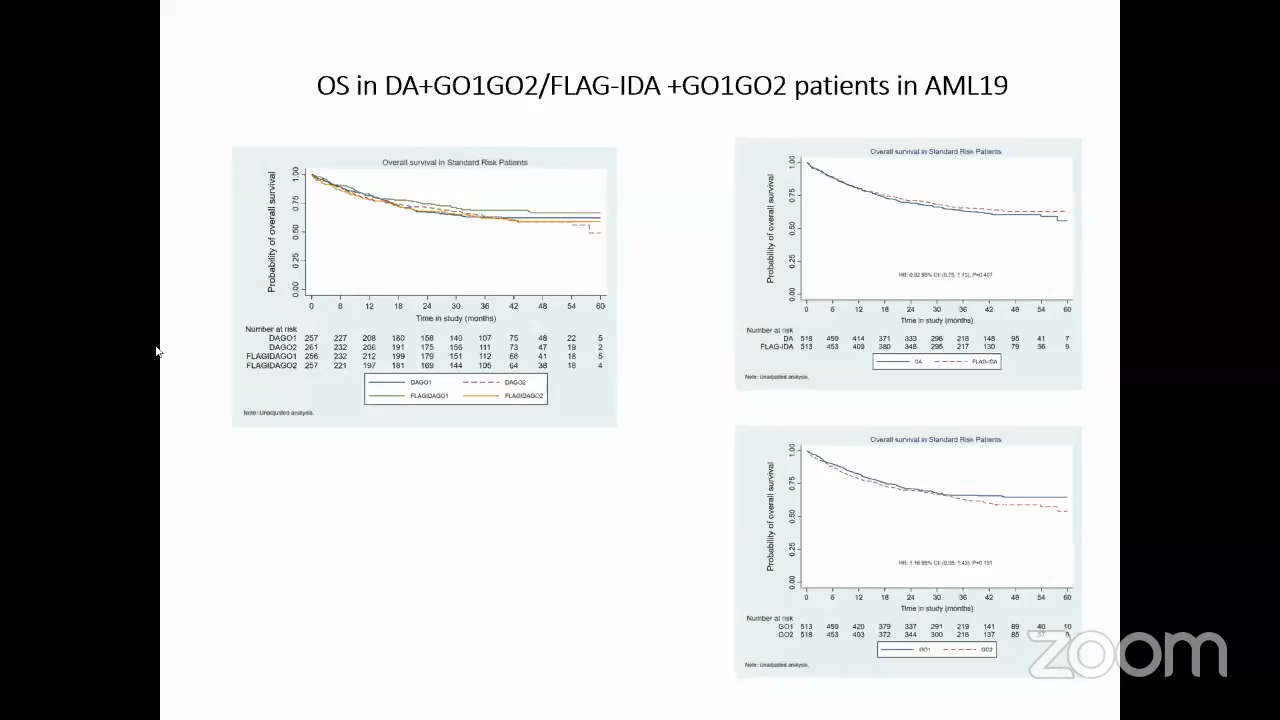 OS in DA+GO1GO2/FLAG-IDA +GO1GO2 patients in AML19
Overall survival in Standard Risk Patients
Probability of overall survival
1.00
0.75
0.50
0.25
0.00
0 6 12 18 24 30 36 42 48 54 60
Time in study (months)
Number at risk
DAGO1 257 227 208 180 158 140 107 75 48 22 5
DAGO2 261 232 206 191 175 156 111 73 47 19 2
FLAGIDAGO1 256 232 212 199 179 151 112 66 41 18 5
FLAGIDAGO2 257 221 197 181 169 144 105 64 38 18 4
DAGO1 DAGO2
FLAGIDAGO1 FLAGIDAGO2
Note: Unadjusted analysis.
Overall survival in Standard Risk Patients
Probability of overall survival
1.00
0.75
0.50
0.25
0.00
0 6 12 18 24 30 36 42 48 54 60
Time in study (months)
Number at risk
DA 518 459 414 371 333 296 218 148 95 41 7
FLAG-IDA 513 453 409 380 348 295 217 130 79 36 9
DA FLAG-IDA
Note: Unadjusted analysis.
Overall survival in Standard Risk Patients
Probability of overall survival
1.00
0.75
0.50
0.25
0.00
0 6 12 18 24 30 36 42 48 54 60
Time in study (months)
Number at risk
GO1 513 459 420 379 337 291 219 141 89 40 10
GO2 518 453 403 372 344 300 216 137 85
GO1 GO2
Note: Unadjusted analysis.
zoom